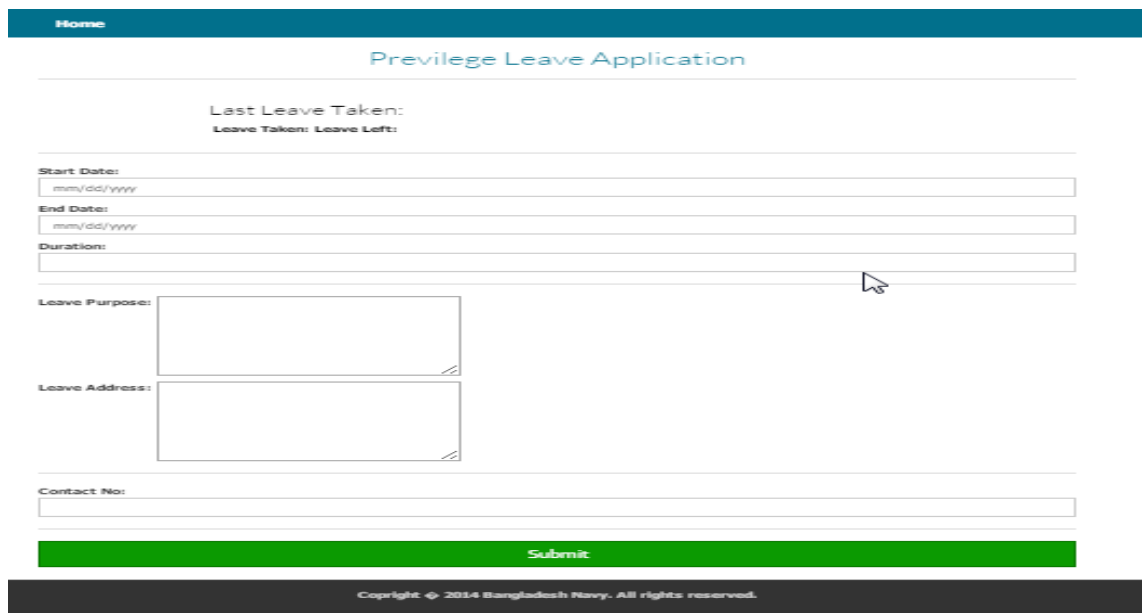 Home
Previlege Leave Application
Last Leave Taken:
Leave Taken: Leave Left:
Start Date:
mm/dd/yyyy
End Date:
mm/dd/yyyy
Duration:
Leave Purpose:
Leave Address:
Contact No:
Submit
Copright � 2014 Bangladesh Navy. All rights reserved.